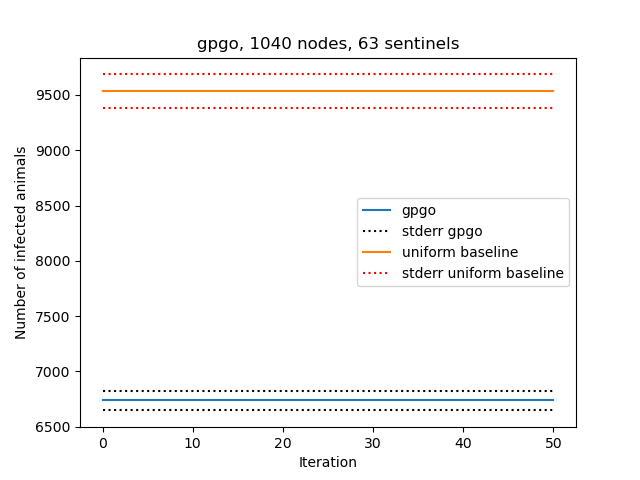 gpgo, 1040 nodes, 63 sentinels
Number of infected animals
9500
9000
8500
8000
7500
7000
6500
gpgo
stderr gpgo
uniform baseline
stderr uniform baseline
0 10 20 30 40 50
Iteration